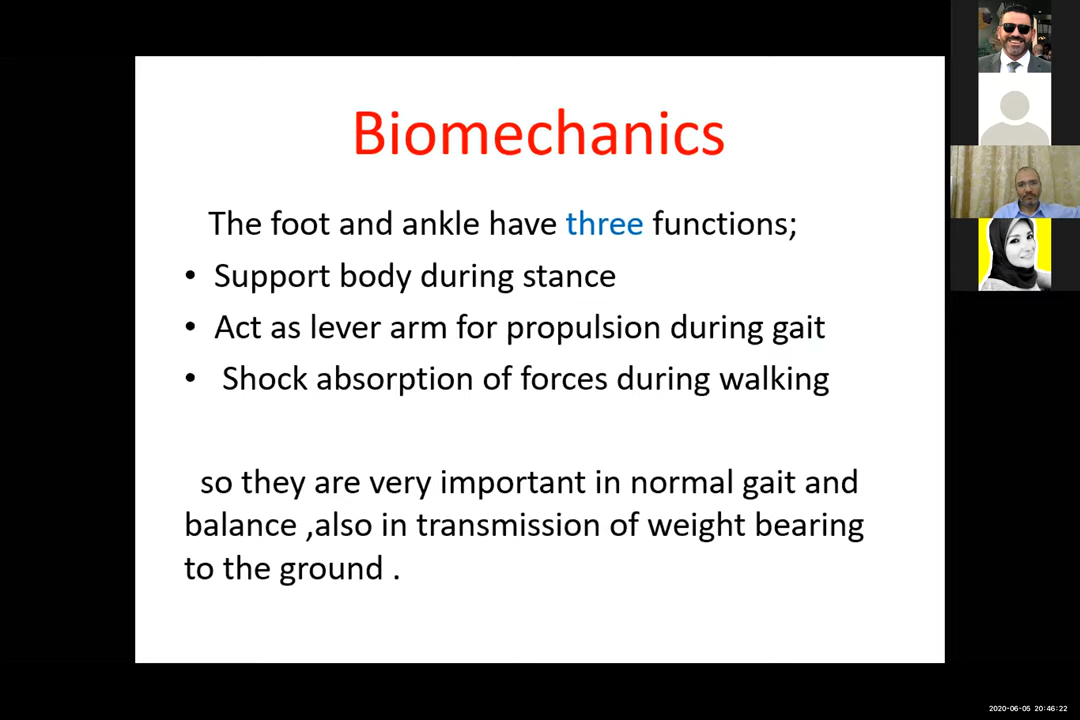 Biomechanics
The foot and ankle have three functions;
• Support body during stance
• Act as lever arm for propulsion during gait
• Shock absorption of forces during walking
so they are very important in normal gait and
balance ,also in transmission of weight bearing
to the ground .
2020-06-05 20:46:22